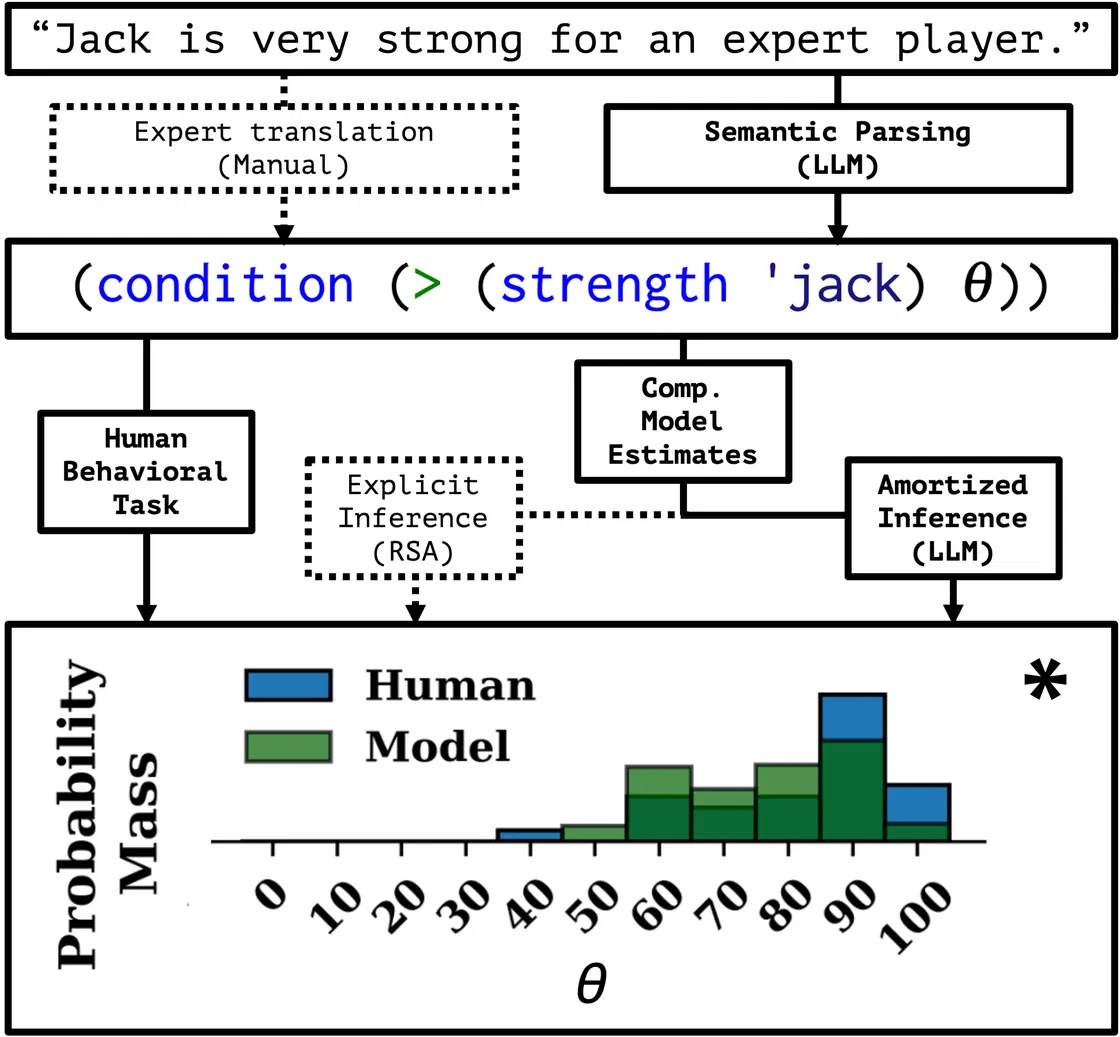 “Jack is very strong for an expert player.”
Expert translation
(Manual)
Semantic Parsing
(LLM)
(condition (> (strength 'jack) θ))
Human
Behavioral
Task
Comp.
Model
Estimates
Explicit
Inference
(RSA)
Amortized
Inference
(LLM)
Probability
Mass
Human
Model
*
0
10
20
30
40
50
60
70
80
90
100
θ